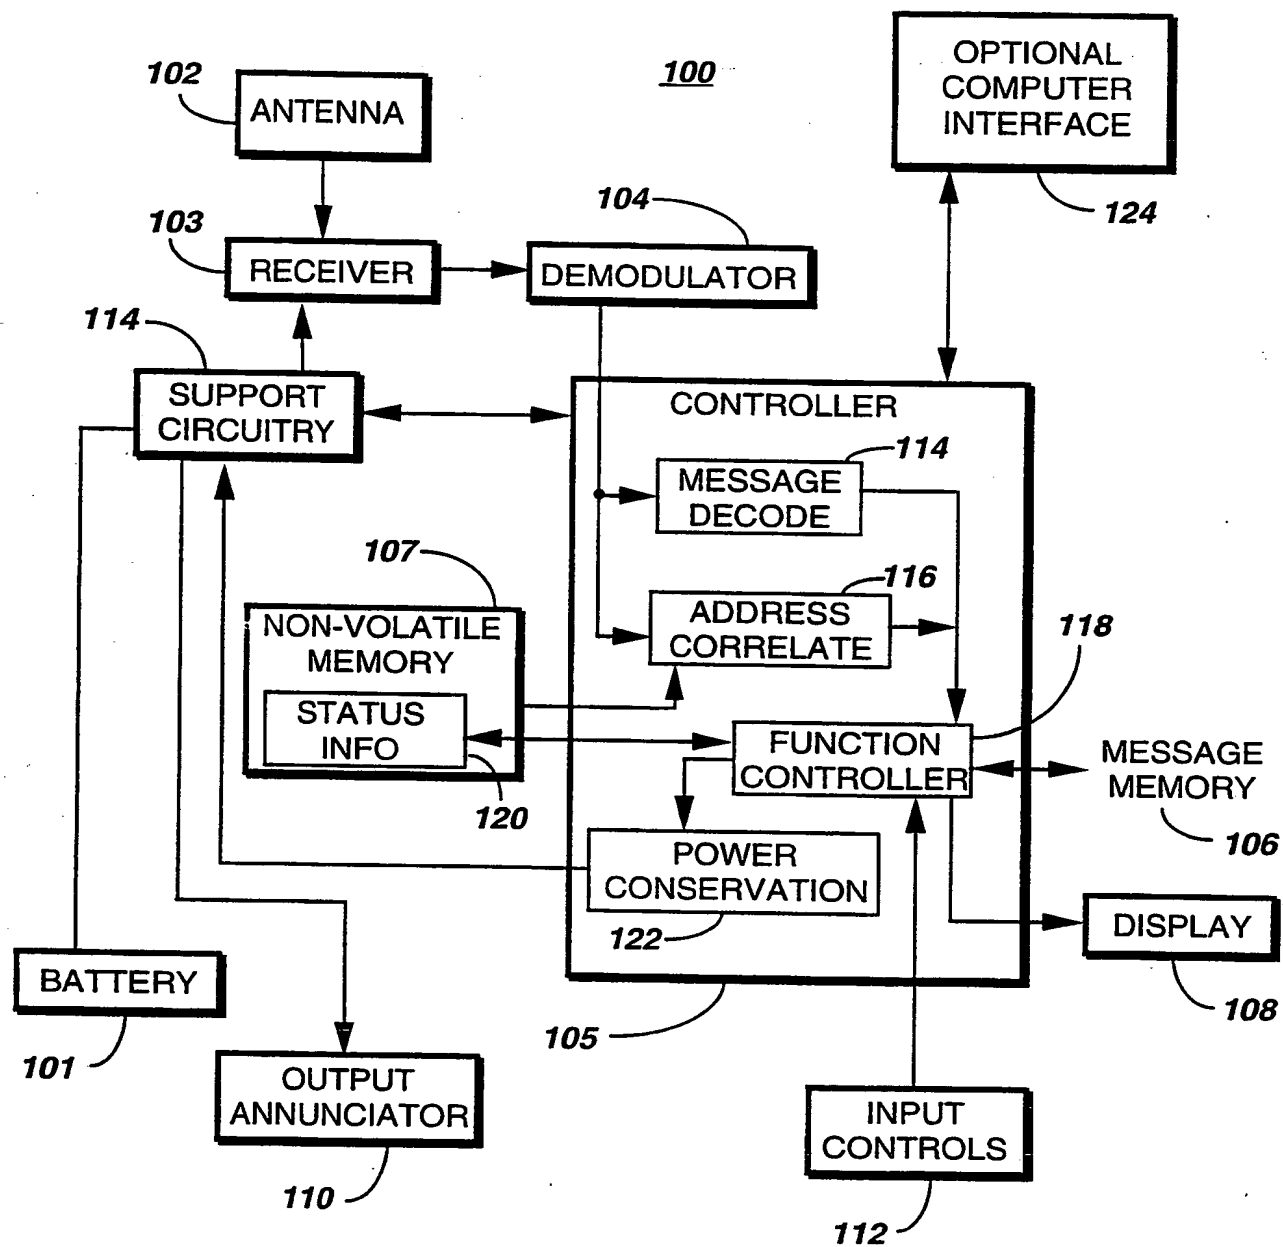 100
102
ANTENNA
OPTIONAL
COMPUTER
INTERFACE
124
103
RECEIVER
104
DEMODULATOR
114
SUPPORT
CIRCUITRY
CONTROLLER
114
MESSAGE
DECODE
107
NON-VOLATILE
MEMORY
STATUS
INFO
120
116
ADDRESS
CORRELATE
118
FUNCTION
CONTROLLER
MESSAGE
MEMORY
106
POWER
CONSERVATION
122
DISPLAY
108
BATTERY
101
105
OUTPUT
ANNUNCIATOR
110
INPUT
CONTROLS
112